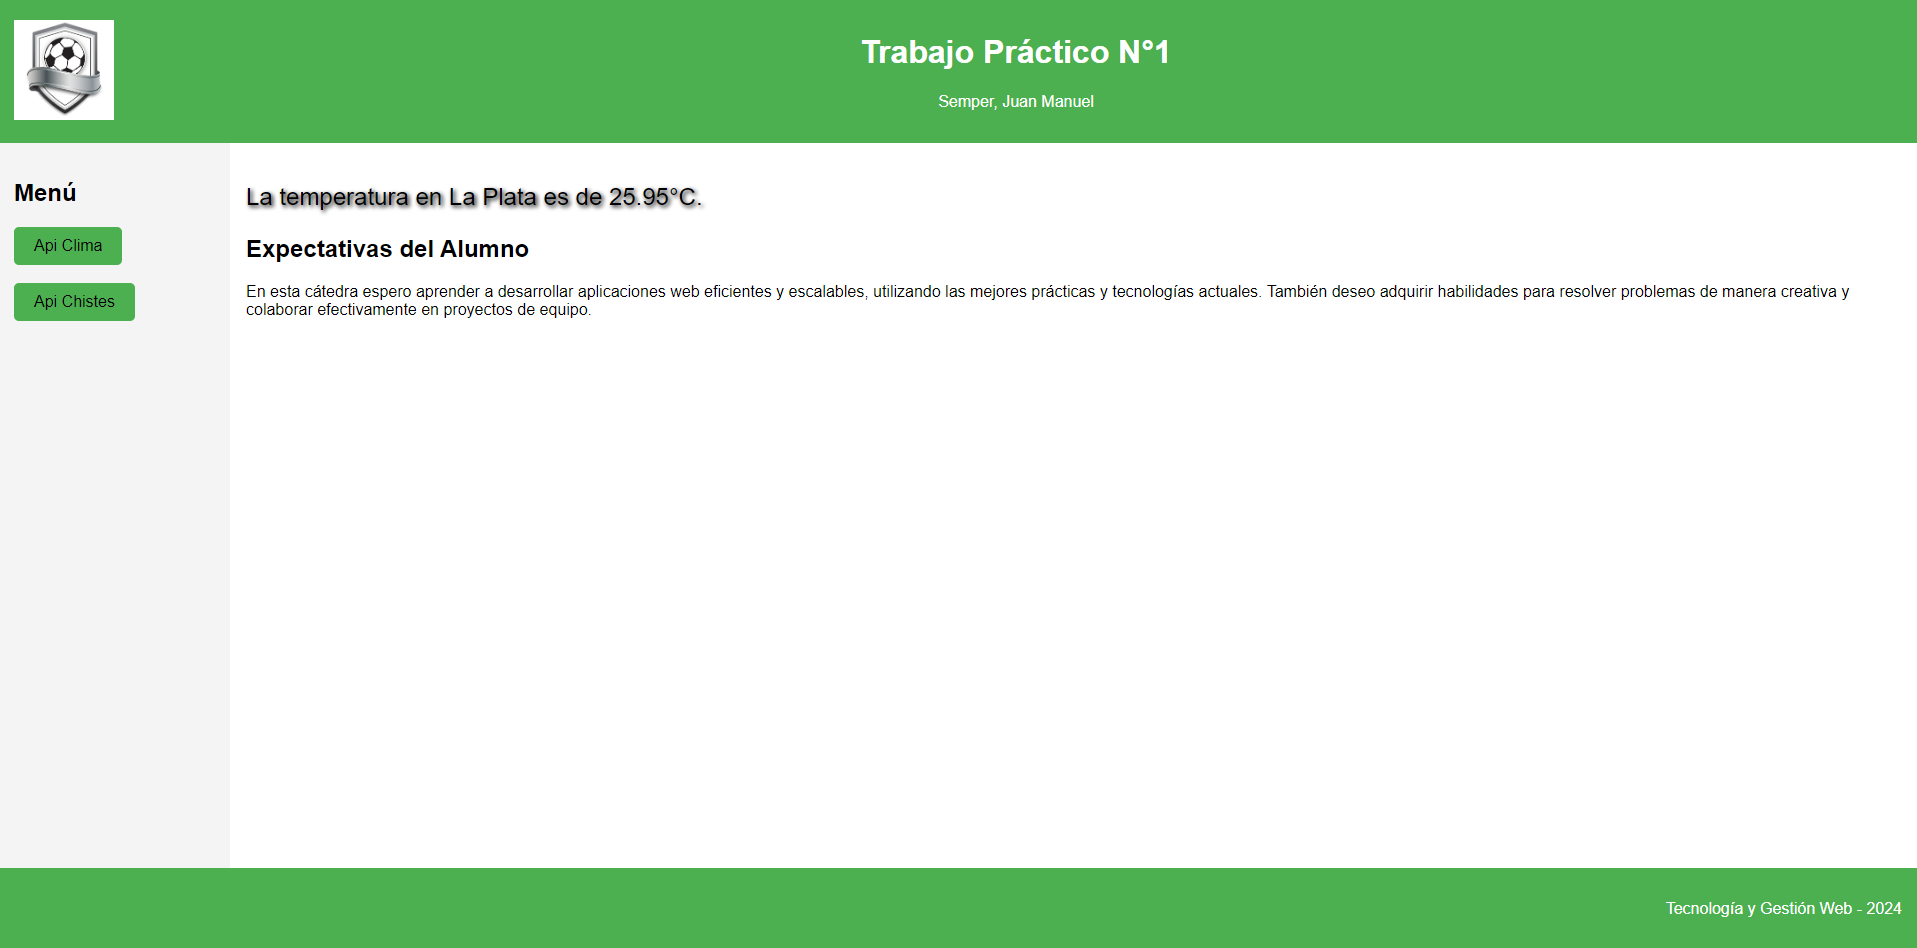 Trabajo Práctico N°1
Semper, Juan Manuel
Menú
Api Clima
Api Chistes
La temperatura en La Plata es de 25.95°C.
Expectativas del Alumno
En esta cátedra espero aprender a desarrollar aplicaciones web eficientes y escalables, utilizando las mejores prácticas y tecnologías actuales. También deseo adquirir habilidades para resolver problemas de manera creativa y
colaborar efectivamente en proyectos de equipo.
Tecnología y Gestión Web - 2024